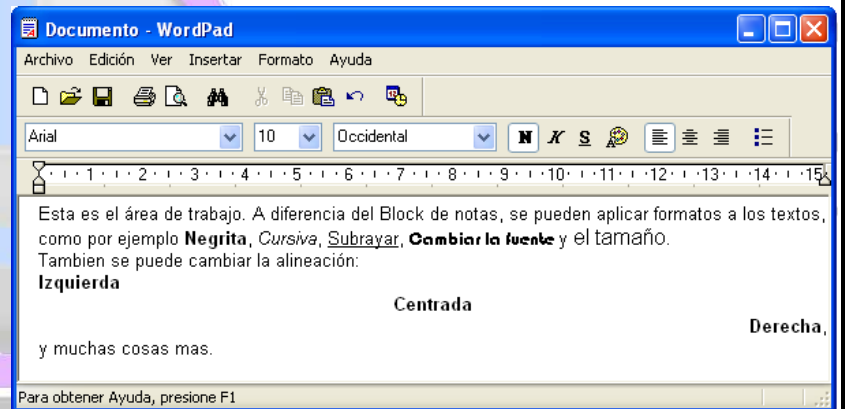 Documento - WordPad
Archivo Edición Ver Insertar Formato Ayuda
Arial 10 Occidental N K S
1 2 3 4 5 6 7 8 9 10 11 12 13 14 15
Esta es el área de trabajo. A diferencia del Block de notas, se pueden aplicar formatos a los textos,
como por ejemplo Negrita, Cursiva, Subrayar, Cambiar la fuente y el tamaño.
Tambien se puede cambiar la alineación:
Izquierda
Centrada
Derecha,
y muchas cosas mas.
Para obtener Ayuda, presione F1